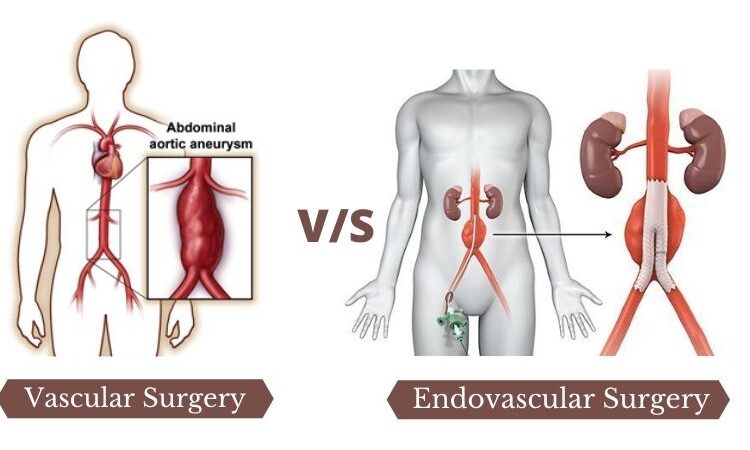 Abdominal
aortic aneurysm
V/S
Vascular Surgery
Endovascular Surgery